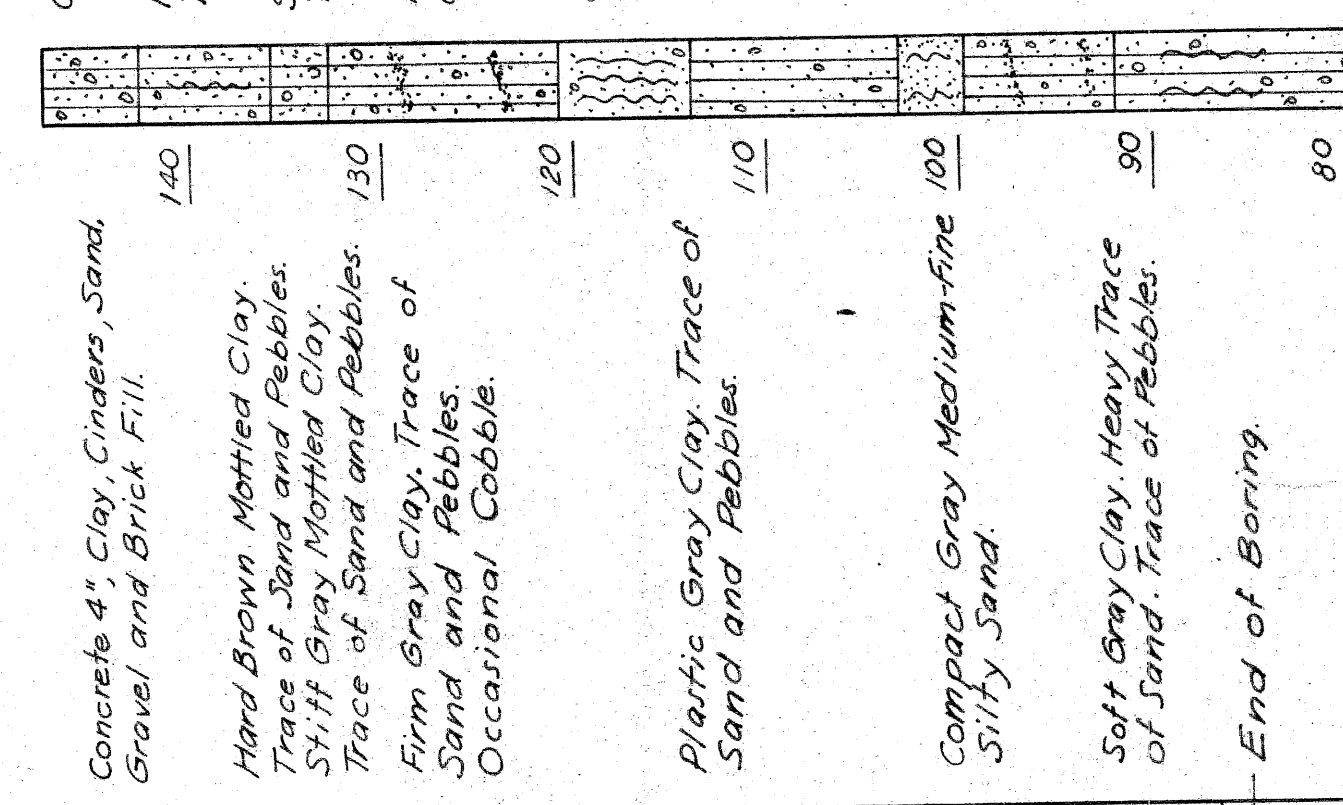 Concrete 4", Clay, Cinders, Sand,
Gravel and Brick Fill.
140
Hard Brown Mottled Clay.
Trace of Sand and Pebbles.
Stiff Gray Mottled Clay.
Trace of Sand and Pebbles.
130
Firm Gray Clay. Trace of
Sand and Pebbles.
Occasional Cobble.
120
Plastic Gray Clay. Trace of
Sand and Pebbles.
110
Compact Gray Medium-Fine
Silty Sand.
100
Soft Gray Clay. Heavy Trace
of Sand. Trace of Pebbles.
90
End of Boring.
80